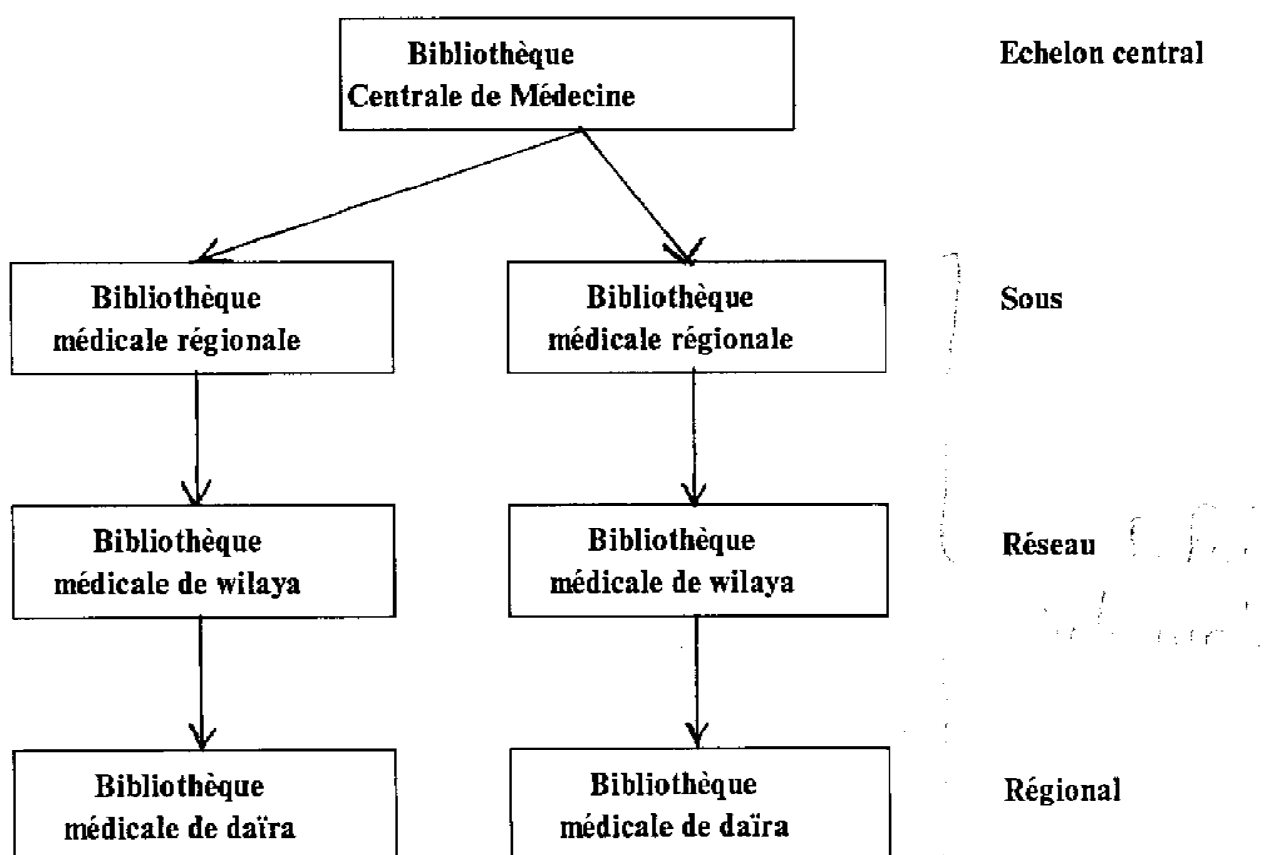 Bibliothèque
Centrale de Médecine
Echelon central
Bibliothèque
médicale régionale
Bibliothèque
médicale régionale
Sous
Bibliothèque
médicale de wilaya
Bibliothèque
médicale de wilaya
Réseau
Bibliothèque
médicale de daïra
Bibliothèque
médicale de daïra
Régional